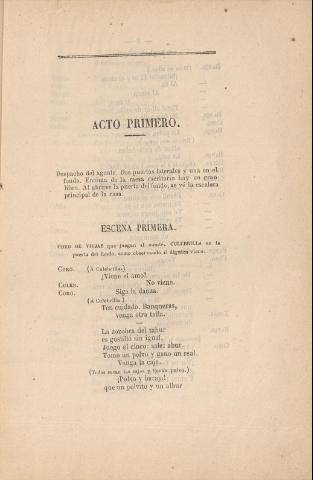 ACTO PRIMERO.
Despacho del agente. Dos puertas laterales y una en el
fondo. Encima de la mesa escritorio hay un gran
libro. Al abrirse la puerta del fondo, se vé la escalera
principal de la casa.
ESCENA PRIMERA.
CORO DE VIEJAS que juegan al monte, CULEBRILLA en la
puerta del fondo, como observando si alguien viene.
CORO. (Á Culebrilla.)
¿Viene el amo?
CULEB. No viene.
CORO. Siga la danza.
(Á Culebrilla.)
Ten cuidado. Banqueras,
venga otra talla.
La zozobra del tahur
es gustillo sin igual.
Juego el cinco: sale: abur.
Tomo un polvo y gano un real.
Venga la caja.
(Todas sacan las cajas y toman polvo.)
¡Polvo y baraja!
que un polvito y un albur